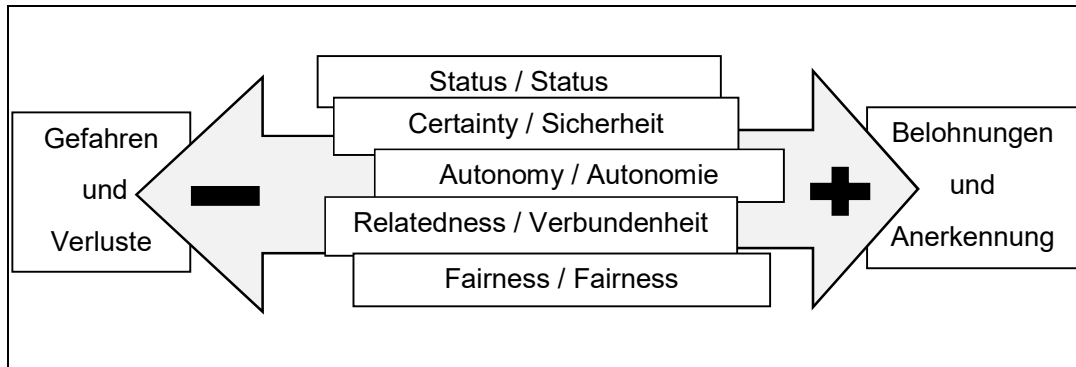 Gefahren
und
Verluste
Status / Status
Certainty / Sicherheit
Autonomy / Autonomie
Relatedness / Verbundenheit
Fairness / Fairness
Belohnungen
und
Anerkennung